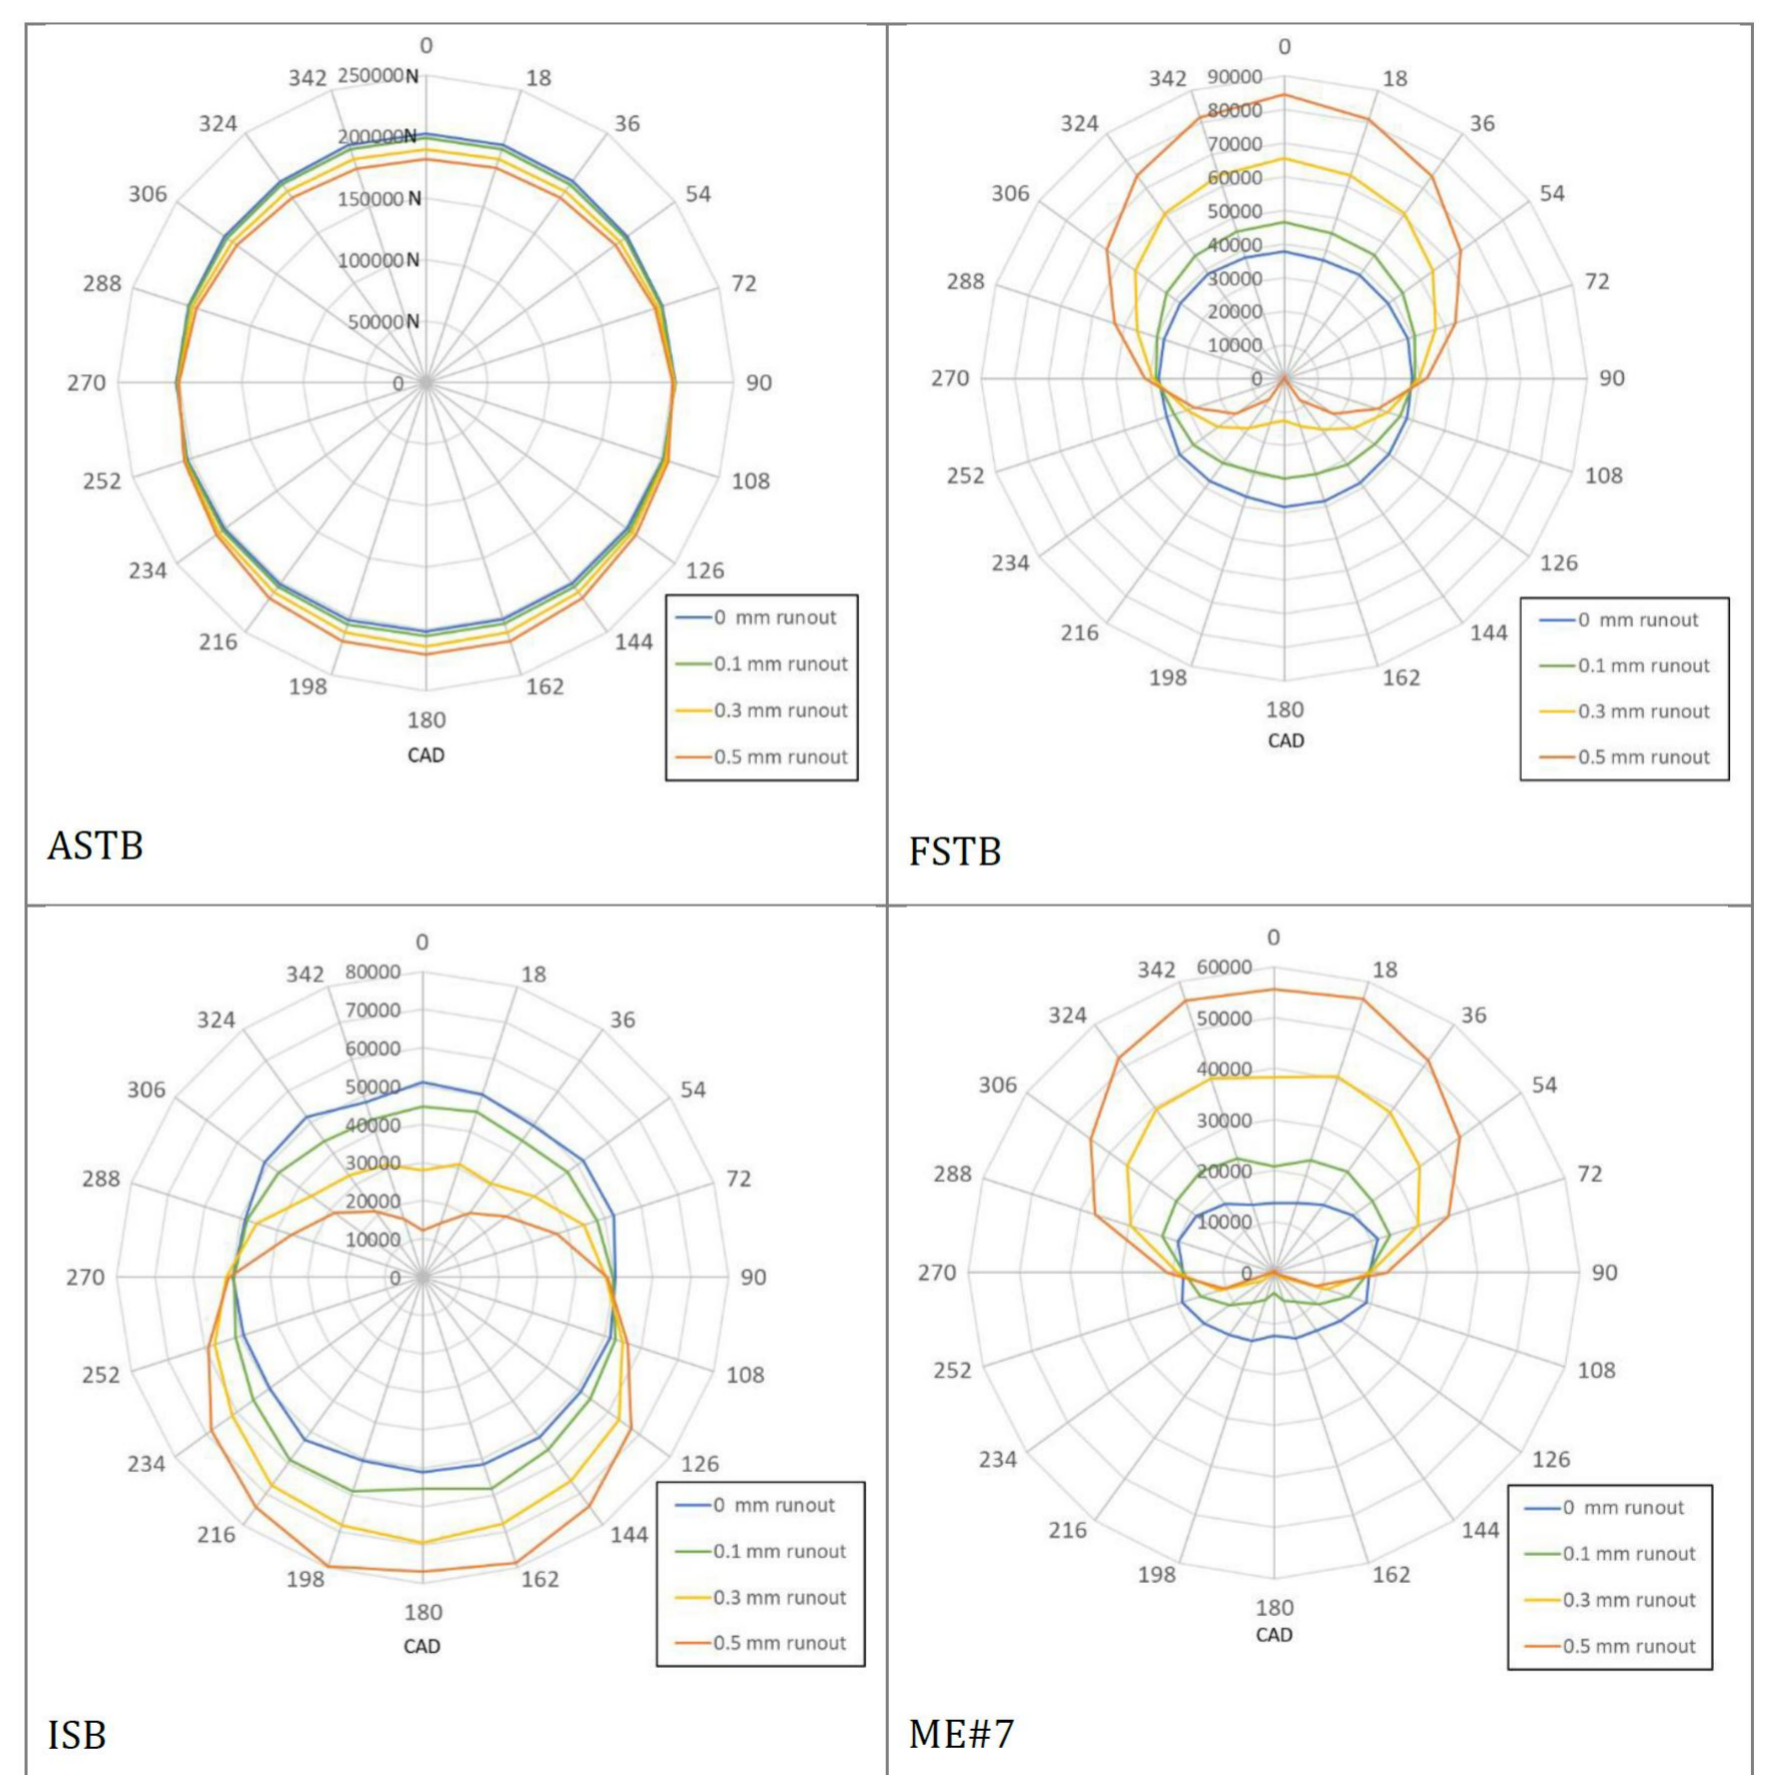 0
342 250000N 18
324 200000N 36
306 150000 N 54
288 100000N 72
50000N
270 0 90
252 108
234 126
216 144
198 162
180
CAD
0 mm runout
0.1 mm runout
0.3 mm runout
0.5 mm runout
ASTB
0
342 90000 18
80000
324 36
70000
60000
306 54
50000
40000
288 30000 72
20000
10000
270 0 90
252 108
234 126
216 144
198 162
180
CAD
0 mm runout
0.1 mm runout
0.3 mm runout
0.5 mm runout
FSTB
0
342 80000 18
70000
324 36
60000
306 50000 54
40000
30000
288 72
20000
10000
270 0 90
252 108
234 126
216 144
198 162
180
CAD
0 mm runout
0.1 mm runout
0.3 mm runout
0.5 mm runout
ISB
0
342 60000 18
324 50000 36
306 40000 54
30000
288 20000 72
10000
270 0 90
252 108
234 126
216 144
198 162
180
CAD
0 mm runout
0.1 mm runout
0.3 mm runout
0.5 mm runout
ME#7